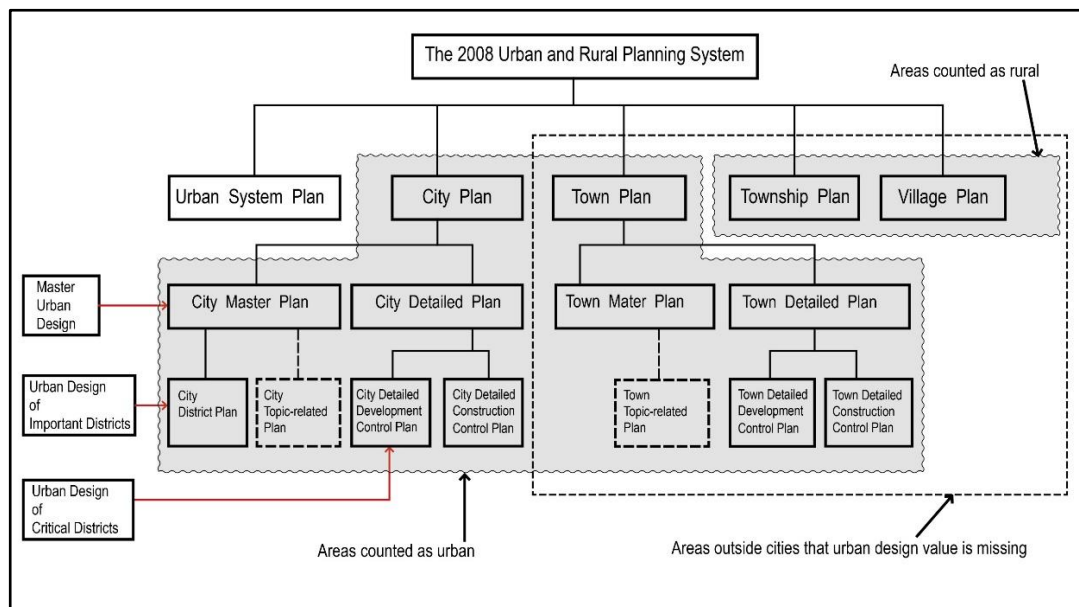 The 2008 Urban and Rural Planning System
Areas counted as rural
Urban System Plan
City Plan
Town Plan
Township Plan
Village Plan
Master
Urban
Design
City Master Plan
City Detailed Plan
Town Mater Plan
Town Detailed Plan
Urban Design
of
Important Districts
City
District Plan
City
Topic-related
Plan
City Detailed
Development
Control Plan
City Detailed
Construction
Control Plan
Town
Topic-related
Plan
Town Detailed
Development
Control Plan
Town Detailed
Construction
Control Plan
Urban Design
of
Critical Districts
Areas counted as urban
Areas outside cities that urban design value is missing